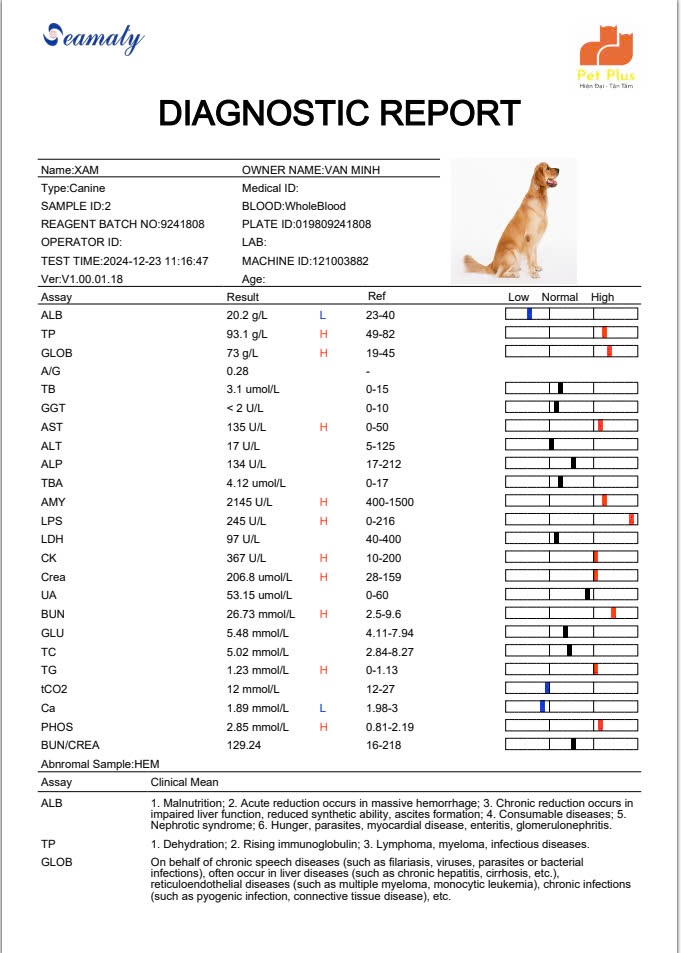 Seamaty
Pet Plus
Hiện Đại - Tận Tâm
DIAGNOSTIC REPORT
Name:XAM OWNER NAME:VAN MINH
Type:Canine Medical ID:
SAMPLE ID:2 BLOOD:WholeBlood
REAGENT BATCH NO:9241808 PLATE ID:019809241808
OPERATOR ID: LAB:
TEST TIME:2024-12-23 11:16:47 MACHINE ID:121003882
Ver:V1.00.01.18 Age:
Assay Result Ref Low Normal High
ALB 20.2 g/L L 23-40
TP 93.1 g/L H 49-82
GLOB 73 g/L H 19-45
A/G 0.28 -
TB 3.1 umol/L 0-15
GGT < 2 U/L 0-10
AST 135 U/L H 0-50
ALT 17 U/L 5-125
ALP 134 U/L 17-212
TBA 4.12 umol/L 0-17
AMY 2145 U/L H 400-1500
LPS 245 U/L H 0-216
LDH 97 U/L 40-400
CK 367 U/L H 10-200
Crea 206.8 umol/L H 28-159
UA 53.15 umol/L 0-60
BUN 26.73 mmol/L H 2.5-9.6
GLU 5.48 mmol/L 4.11-7.94
TC 5.02 mmol/L 2.84-8.27
TG 1.23 mmol/L H 0-1.13
tCO2 12 mmol/L 12-27
Ca 1.89 mmol/L L 1.98-3
PHOS 2.85 mmol/L H 0.81-2.19
BUN/CREA 129.24 16-218
Abnromal Sample:HEM
Assay Clinical Mean
ALB 1. Malnutrition; 2. Acute reduction occurs in massive hemorrhage; 3. Chronic reduction occurs in
impaired liver function, reduced synthetic ability, ascites formation; 4. Consumable diseases; 5.
Nephrotic syndrome; 6. Hunger, parasites, myocardial disease, enteritis, glomerulonephritis.
TP 1. Dehydration; 2. Rising immunoglobulin; 3. Lymphoma, myeloma, infectious diseases.
GLOB On behalf of chronic speech diseases (such as filariasis, viruses, parasites or bacterial
infections), often occur in liver diseases (such as chronic hepatitis, cirrhosis, etc.),
reticuloendothelial diseases (such as multiple myeloma, monocytic leukemia), chronic infections
(such as pyogenic infection, connective tissue disease), etc.